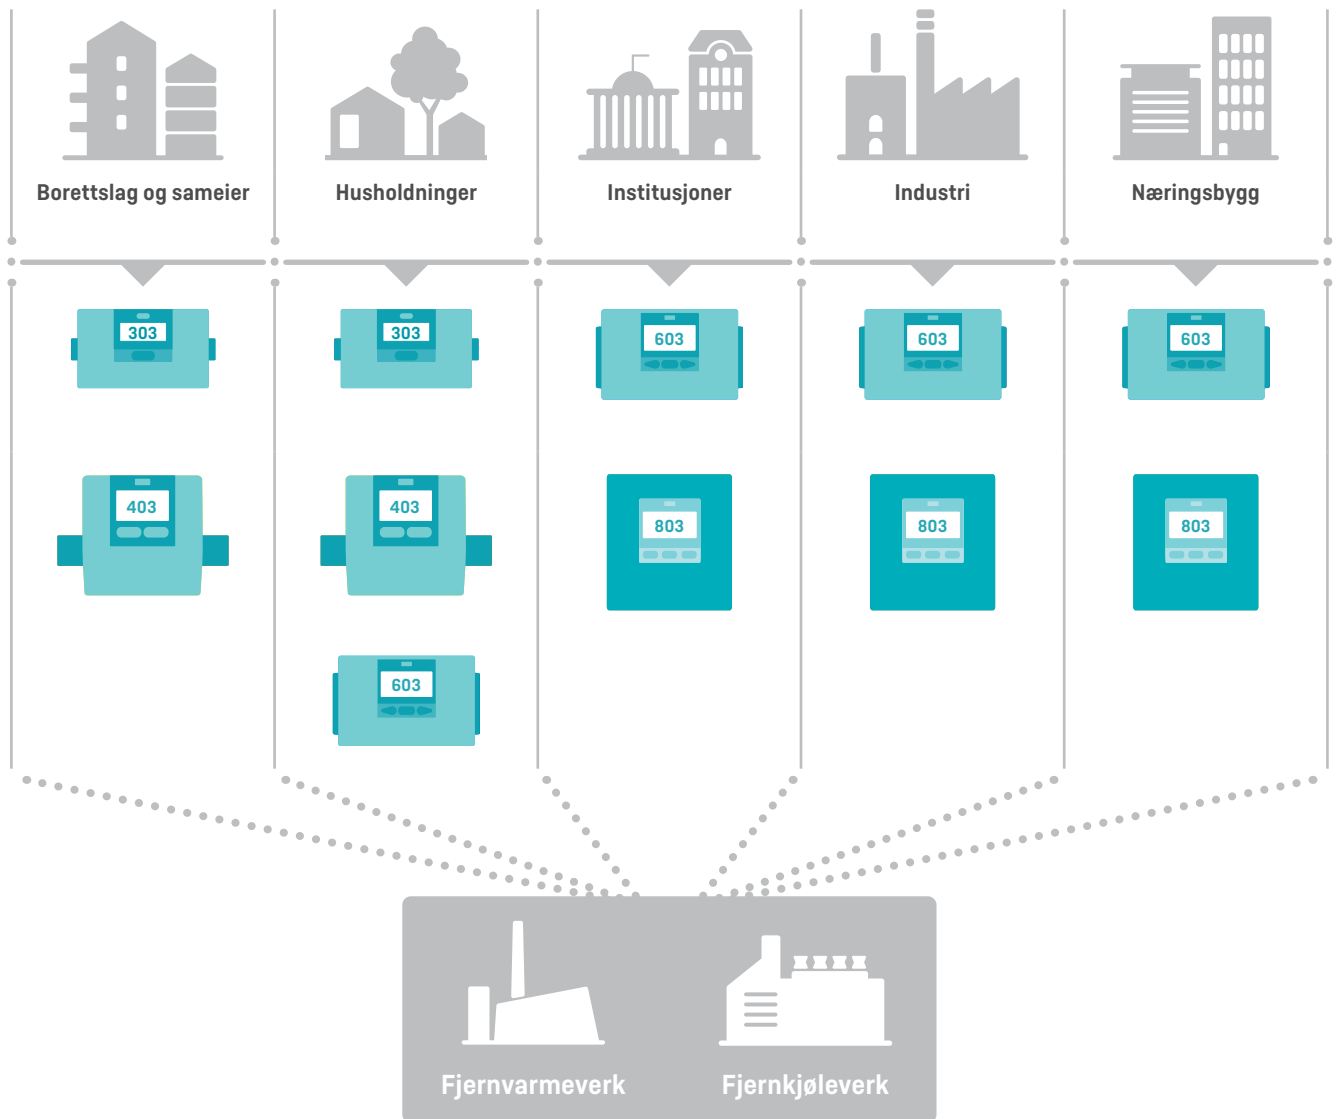 Borettslag og sameier
Husholdninger
Institusjoner
Industri
Næringsbygg
303
303
603
603
603
403
403
803
803
803
603
Fjernvarmeverk
Fjernkjøleverk